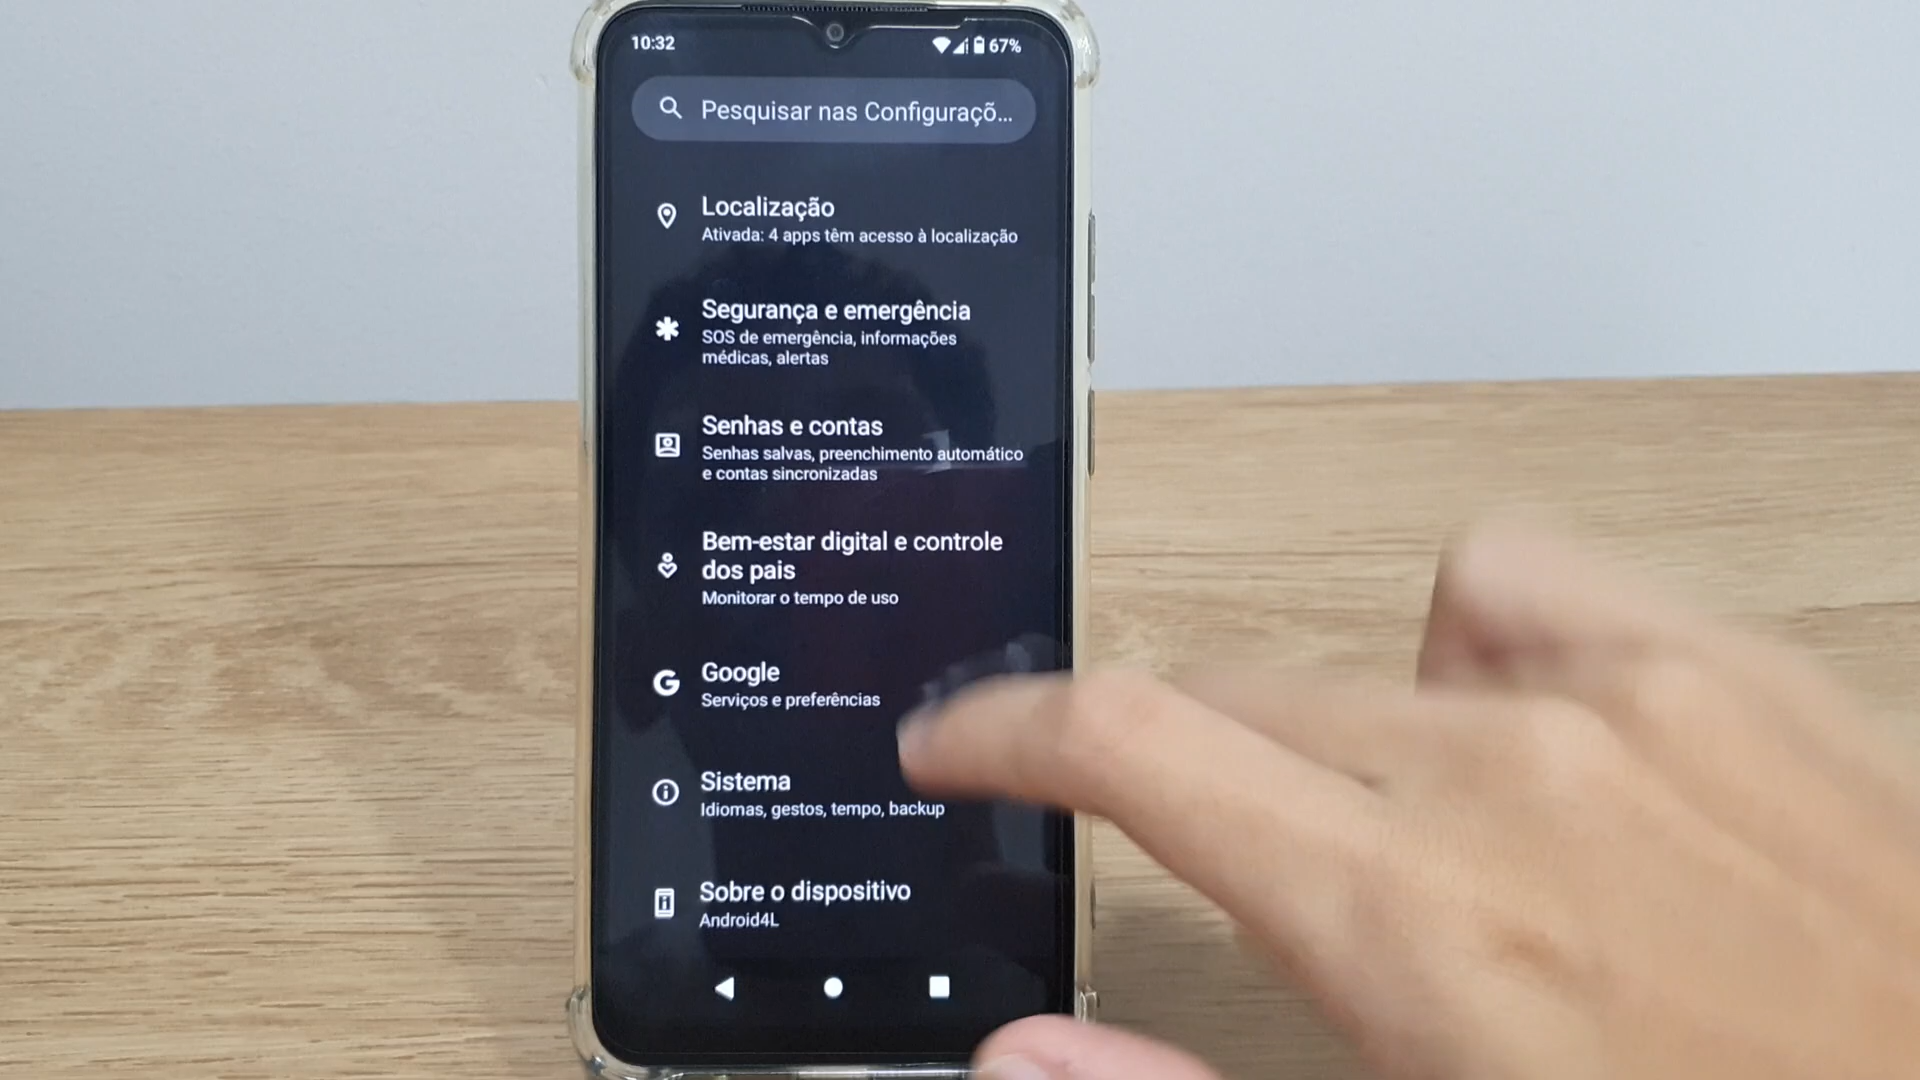 10:32
67%
Pesquisar nas Configuraçõ...
Localização
Ativada: 4 apps têm acesso à localização
Segurança e emergência
SOS de emergência, informações
médicas, alertas
Senhas e contas
Senhas salvas, preenchimento automático
e contas sincronizadas
Bem-estar digital e controle
dos pais
Monitorar o tempo de uso
Google
Serviços e preferências
Sistema
Idiomas, gestos, tempo, backup
Sobre o dispositivo
Android4L